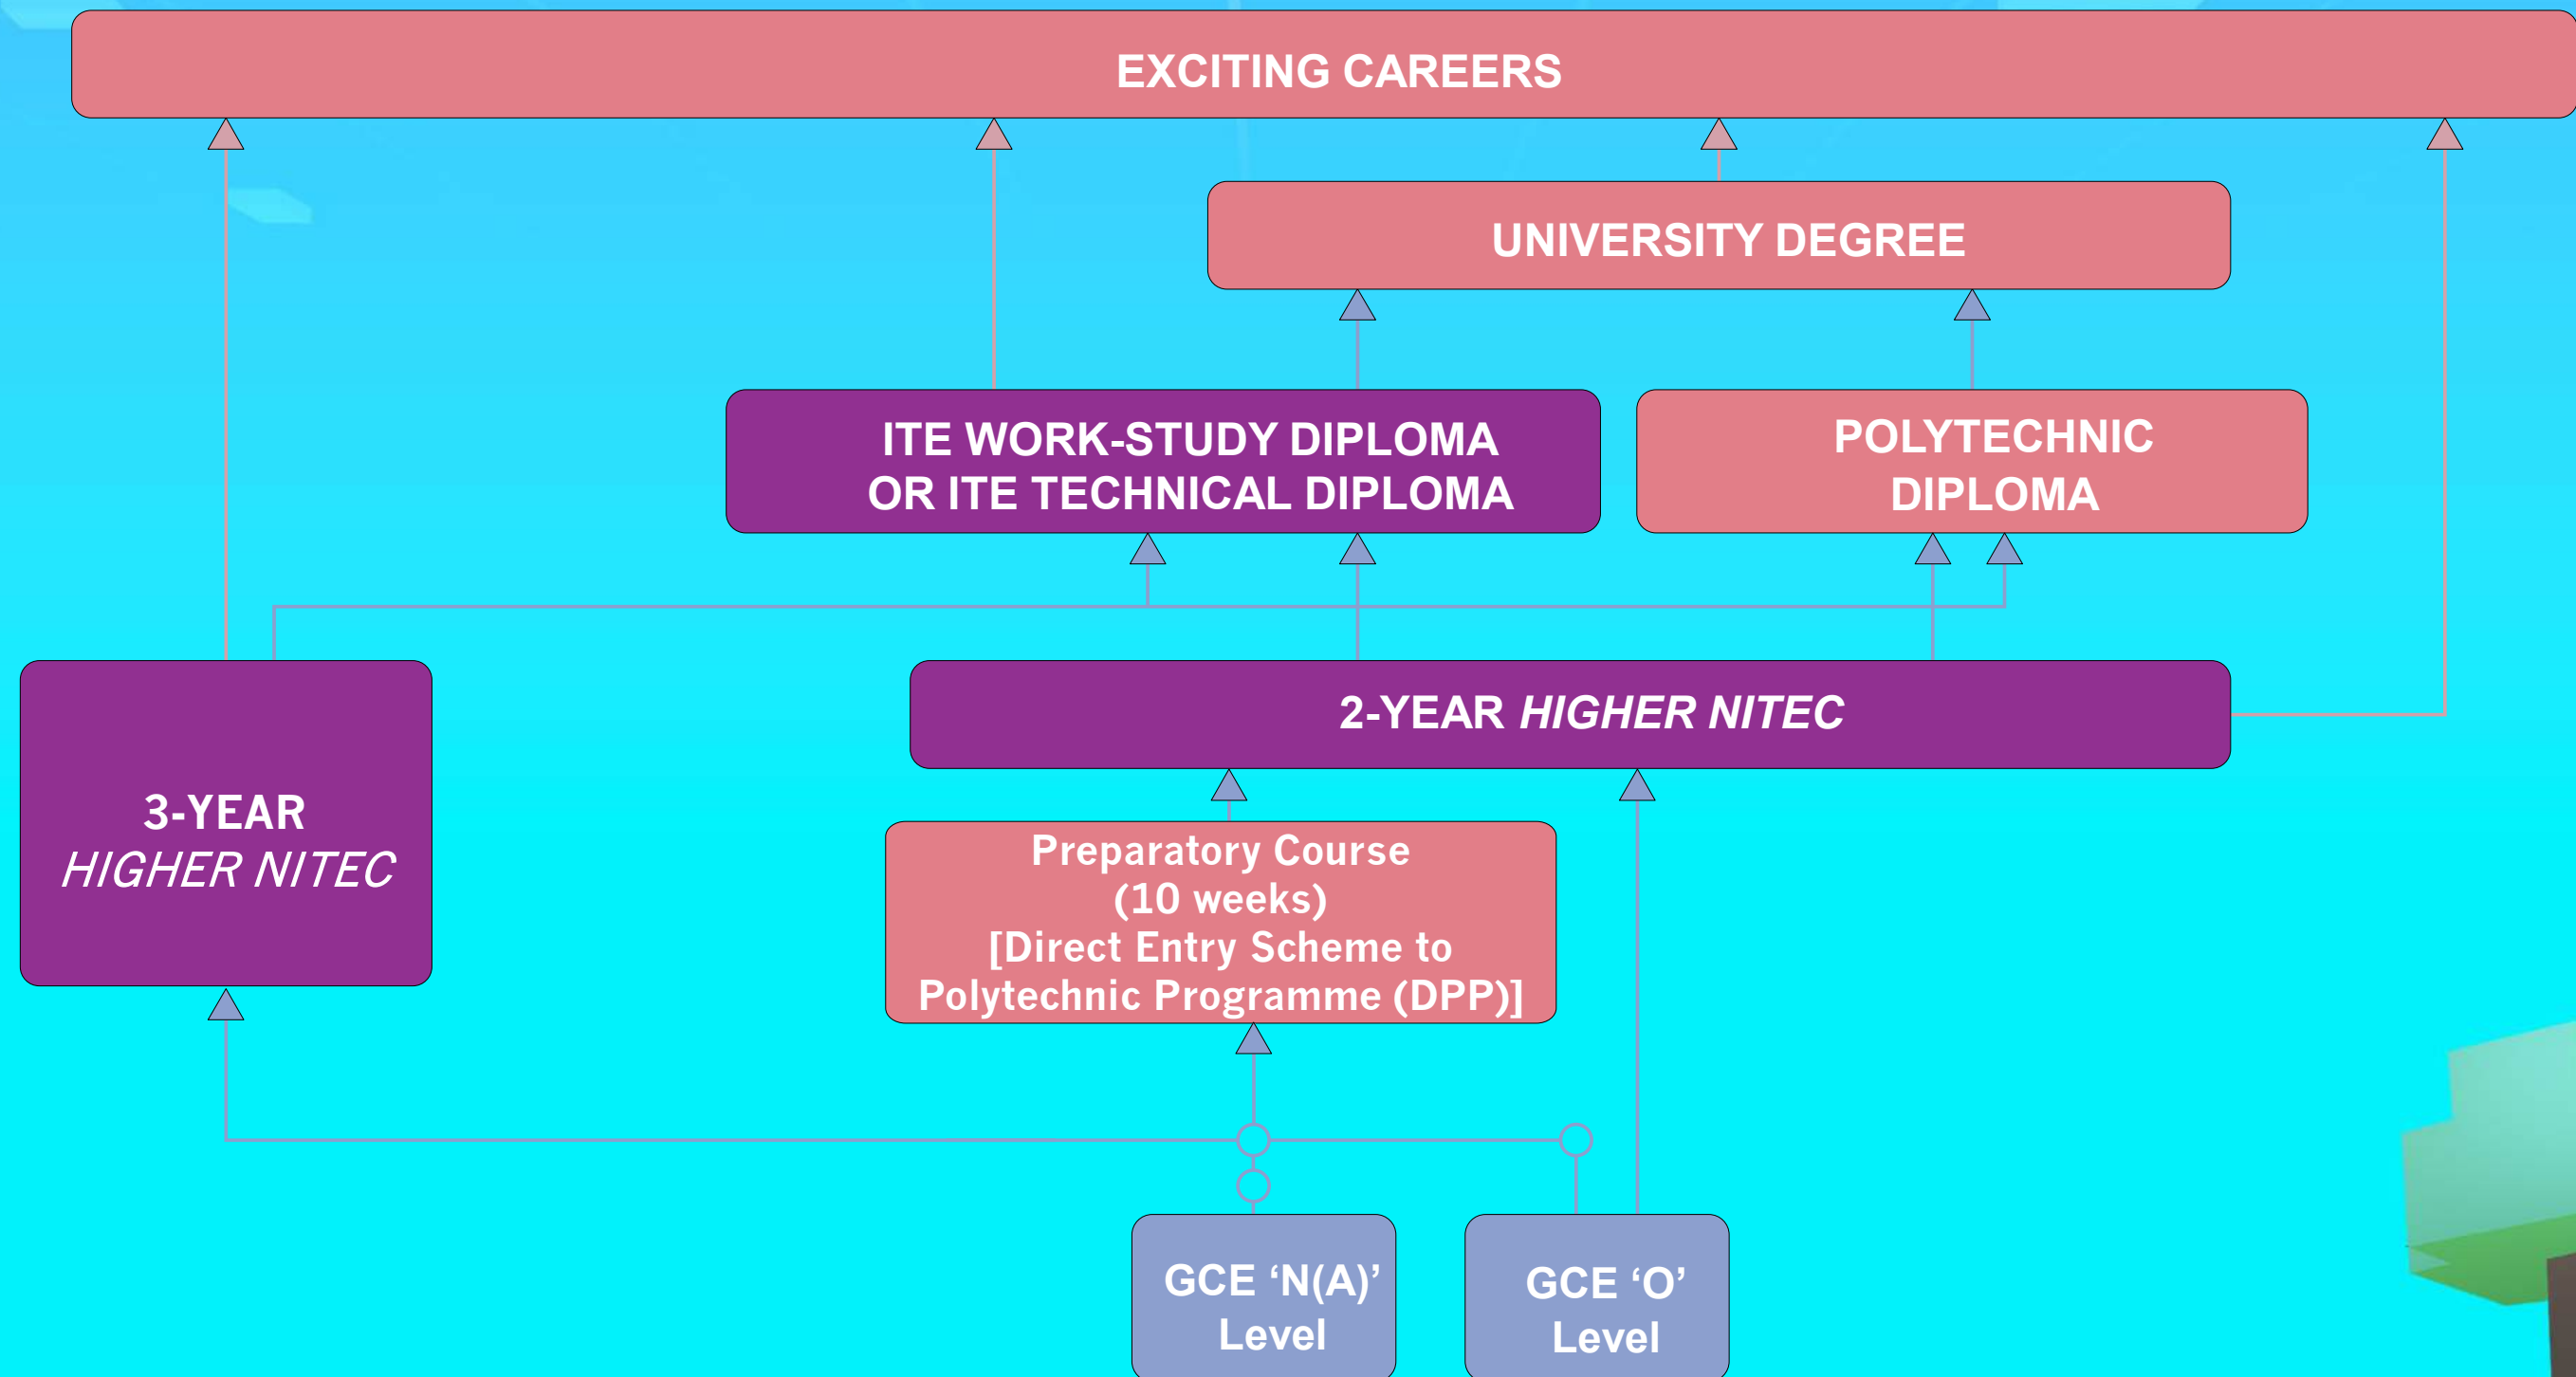 EXCITING CAREERS
UNIVERSITY DEGREE
ITE WORK-STUDY DIPLOMA
OR ITE TECHNICAL DIPLOMA
POLYTECHNIC
DIPLOMA
2-YEAR HIGHER NITEC
3-YEAR
HIGHER NITEC
Preparatory Course
(10 weeks)
[Direct Entry Scheme to
Polytechnic Programme (DPP)]
GCE ‘N(A)’
Level
GCE ‘O’
Level